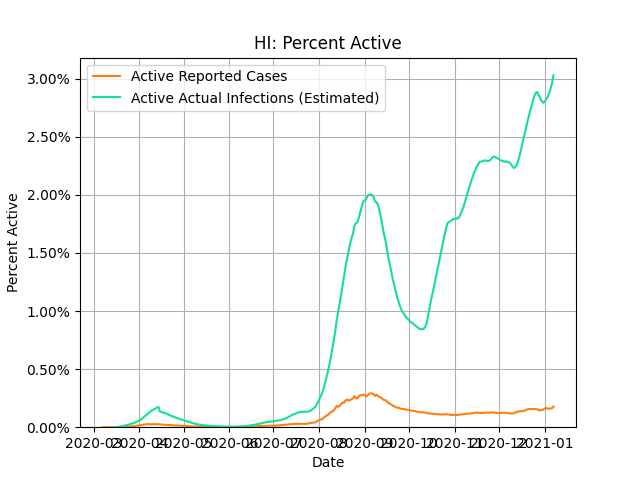 HI: Percent Active
Active Reported Cases
Active Actual Infections (Estimated)
Percent Active
3.00%
2.50%
2.00%
1.50%
1.00%
0.50%
0.00%
2020-03 2020-04 2020-05 2020-06 2020-07 2020-08 2020-09 2020-10 2020-11 2020-12 2021-01
Date